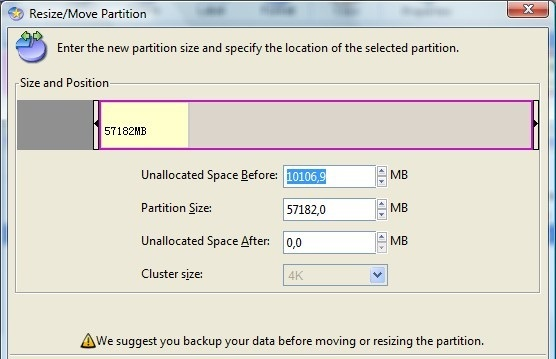 Resize/Move Partition
Enter the new partition size and specify the location of the selected partition.
Size and Position
57182MB
Unallocated Space Before: 10106,9 MB
Partition Size: 57182,0 MB
Unallocated Space After: 0,0 MB
Cluster size: 4K
We suggest you backup your data before moving or resizing the partition.